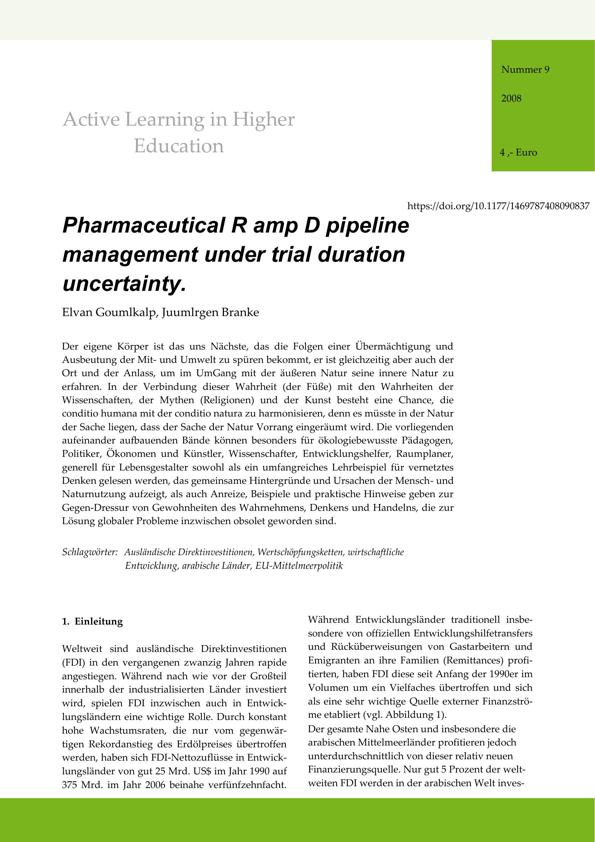 Nummer 9
2008
4 ,- Euro
Active Learning in Higher
Education
https://doi.org/10.1177/1469787408090837
Pharmaceutical R amp D pipeline
management under trial duration
uncertainty.
Elvan Goumlkalp, Juumlrgen Branke
Der eigene Körper ist das uns Nächste, das die Folgen einer Übermächtigung und
Ausbeutung der Mit- und Umwelt zu spüren bekommt, er ist gleichzeitig aber auch der
Ort und der Anlass, um im UmGang mit der äußeren Natur seine innere Natur zu
erfahren. In der Verbindung dieser Wahrheit (der Füße) mit den Wahrheiten der
Wissenschaften, der Mythen (Religionen) und der Kunst besteht eine Chance, die
conditio humana mit der conditio natura zu harmonisieren, denn es müsste in der Natur
der Sache liegen, dass der Sache der Natur Vorrang eingeräumt wird. Die vorliegenden
aufeinander aufbauenden Bände können besonders für ökologiebewusste Pädagogen,
Politiker, Ökonomen und Künstler, Wissenschafter, Entwicklungshelfer, Raumplaner,
generell für Lebensgestalter sowohl als ein umfangreiches Lehrbeispiel für vernetztes
Denken gelesen werden, das gemeinsame Hintergründe und Ursachen der Mensch- und
Naturnutzung aufzeigt, als auch Anreize, Beispiele und praktische Hinweise geben zur
Gegen-Dressur von Gewohnheiten des Wahrnehmens, Denkens und Handelns, die zur
Lösung globaler Probleme inzwischen obsolet geworden sind.
Schlagwörter: Ausländische Direktinvestitionen, Wertschöpfungsketten, wirtschaftliche
Entwicklung, arabische Länder, EU-Mittelmeerpolitik
1. Einleitung
Weltweit sind ausländische Direktinvestitionen
(FDI) in den vergangenen zwanzig Jahren rapide
angestiegen. Während nach wie vor der Großteil
innerhalb der industrialisierten Länder investiert
wird, spielen FDI inzwischen auch in Entwick-
lungsländern eine wichtige Rolle. Durch konstant
hohe Wachstumsraten, die nur vom gegenwär-
tigen Rekordanstieg des Erdölpreises übertroffen
werden, haben sich FDI-Nettozuflüsse in Entwick-
lungsländer von gut 25 Mrd. US$ im Jahr 1990 auf
375 Mrd. im Jahr 2006 beinahe verfünfzehnfacht.
Während Entwicklungsländer traditionell insbe-
sondere von offiziellen Entwicklungshilfetransfers
und Rücküberweisungen von Gastarbeitern und
Emigranten an ihre Familien (Remittances) profi-
tierten, haben FDI diese seit Anfang der 1990er im
Volumen um ein Vielfaches übertroffen und sich
als eine sehr wichtige Quelle externer Finanzströ-
me etabliert (vgl. Abbildung 1).
Der gesamte Nahe Osten und insbesondere die
arabischen Mittelmeerländer profitieren jedoch
unterdurchschnittlich von dieser relativ neuen
Finanzierungsquelle. Nur gut 5 Prozent der welt-
weiten FDI werden in der arabischen Welt inves-